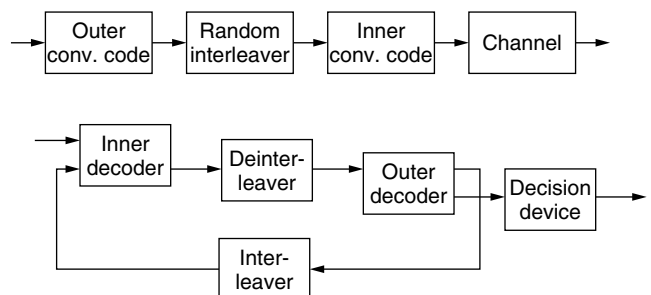 Outer
conv. code
Random
interleaver
Inner
conv. code
Channel
Inner
decoder
Deinter-
leaver
Outer
decoder
Decision
device
Inter-
leaver